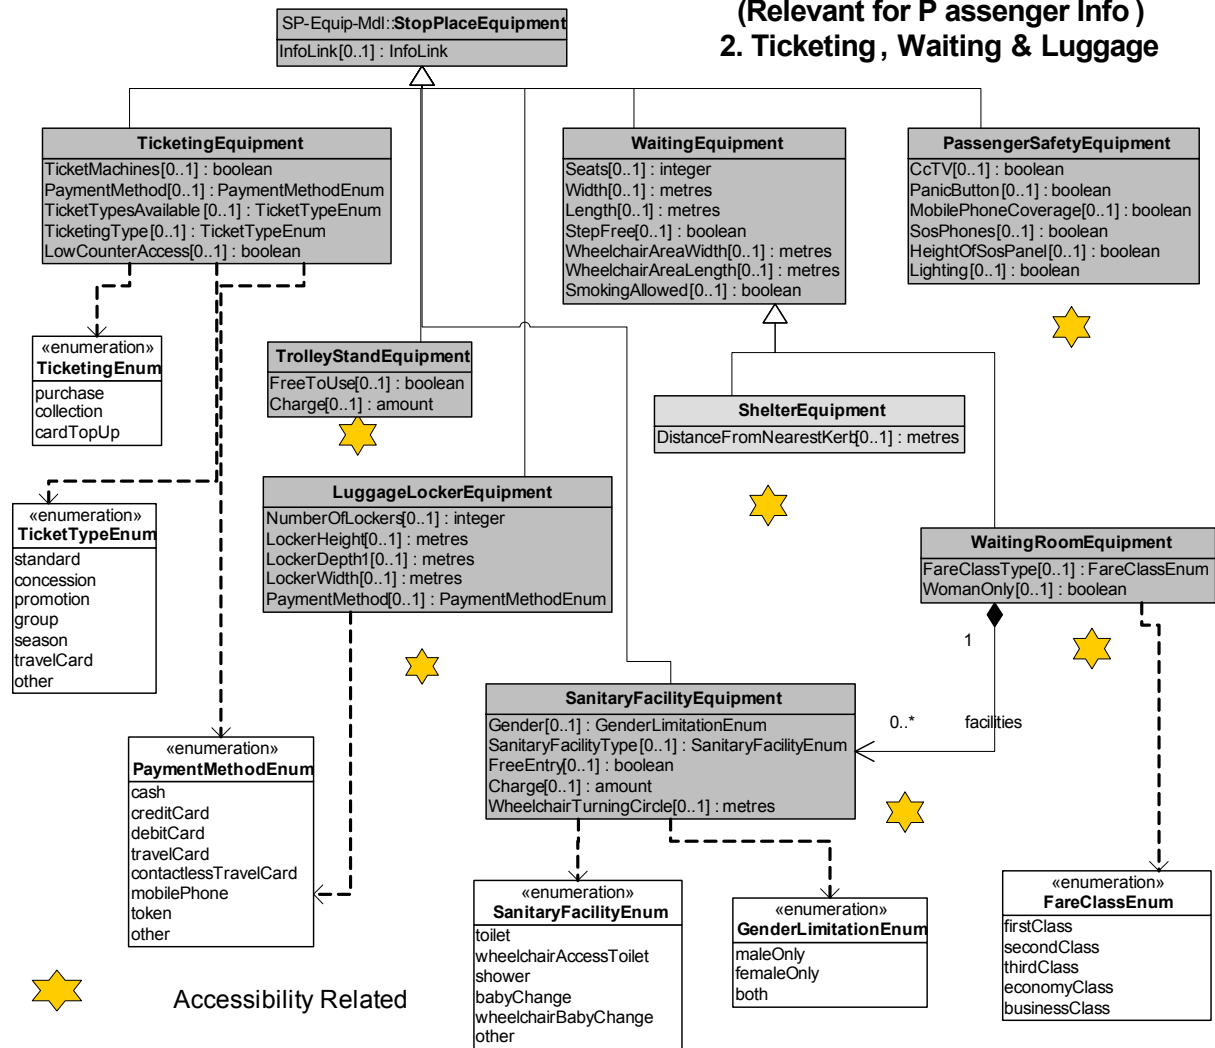 (Relevant for P assenger Info )
2. Ticketing , Waiting & Luggage
SP-Equip-Mdl::StopPlaceEquipment
InfoLink[0..1] : InfoLink
TicketingEquipment
TicketMachines[0..1] : boolean
PaymentMethod[0..1] : PaymentMethodEnum
TicketTypesAvailable [0..1] : TicketTypeEnum
TicketingType[0..1] : TicketTypeEnum
LowCounterAccess[0..1] : boolean
WaitingEquipment
Seats[0..1] : integer
Width[0..1] : metres
Length[0..1] : metres
StepFree[0..1] : boolean
WheelchairAreaWidth[0..1] : metres
WheelchairAreaLength[0..1] : metres
SmokingAllowed[0..1] : boolean
PassengerSafetyEquipment
CcTV[0..1] : boolean
PanicButton[0..1] : boolean
MobilePhoneCoverage[0..1] : boolean
SosPhones[0..1] : boolean
HeightOfSosPanel[0..1] : boolean
Lighting[0..1] : boolean
«enumeration»
TicketingEnum
purchase
collection
cardTopUp
TrolleyStandEquipment
FreeToUse[0..1] : boolean
Charge[0..1] : amount
ShelterEquipment
DistanceFromNearestKerb[0..1] : metres
«enumeration»
TicketTypeEnum
standard
concession
promotion
group
season
travelCard
other
LuggageLockerEquipment
NumberOfLockers[0..1] : integer
LockerHeight[0..1] : metres
LockerDepth1[0..1] : metres
LockerWidth[0..1] : metres
PaymentMethod[0..1] : PaymentMethodEnum
WaitingRoomEquipment
FareClassType[0..1] : FareClassEnum
WomanOnly[0..1] : boolean
1
0..*
facilities
SanitaryFacilityEquipment
Gender[0..1] : GenderLimitationEnum
SanitaryFacilityType [0..1] : SanitaryFacilityEnum
FreeEntry[0..1] : boolean
Charge[0..1] : amount
WheelchairTurningCircle[0..1] : metres
«enumeration»
PaymentMethodEnum
cash
creditCard
debitCard
travelCard
contactlessTravelCard
mobilePhone
token
other
«enumeration»
SanitaryFacilityEnum
toilet
wheelchairAccessToilet
shower
babyChange
wheelchairBabyChange
other
«enumeration»
GenderLimitationEnum
maleOnly
femaleOnly
both
«enumeration»
FareClassEnum
firstClass
secondClass
thirdClass
economyClass
businessClass
Accessibility Related